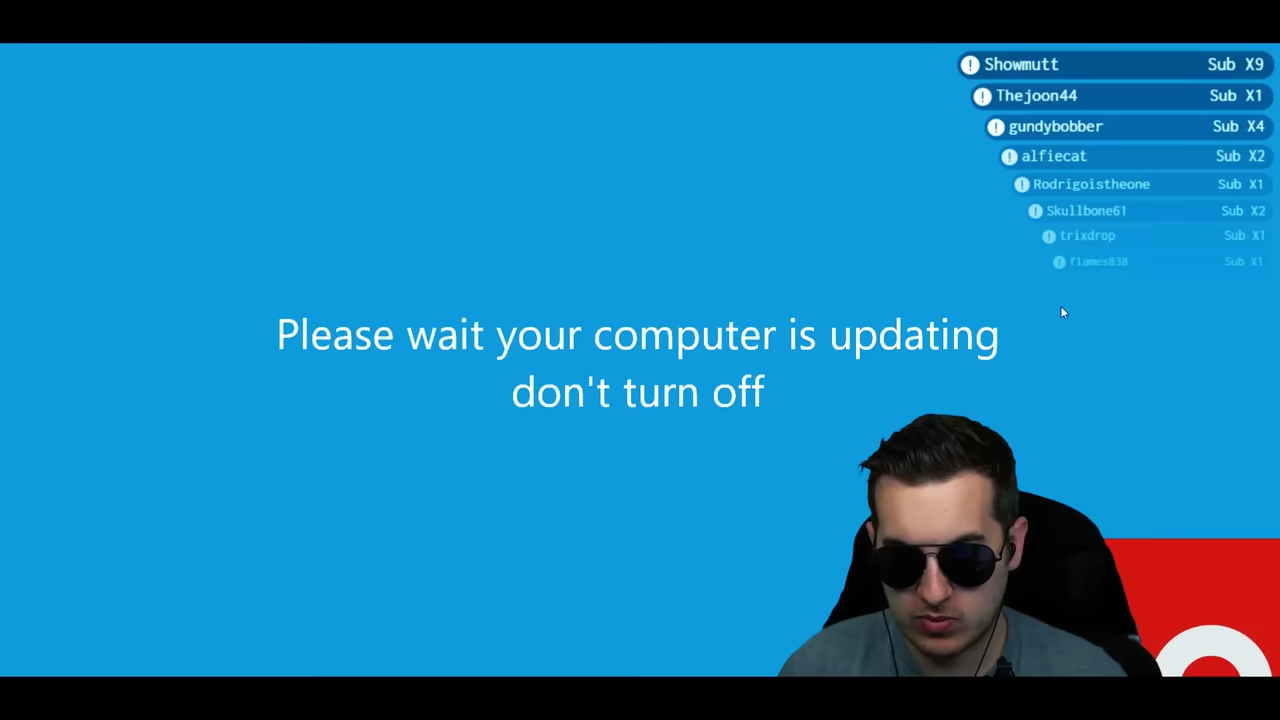 Showmutt Sub X9
Thejoon44 Sub X1
gundybobber Sub X4
alfiecat Sub X2
Rodrigoistheone Sub X1
Skullbone61 Sub X2
trixdrop Sub X1
flames838 Sub X1
Please wait your computer is updating
don't turn off